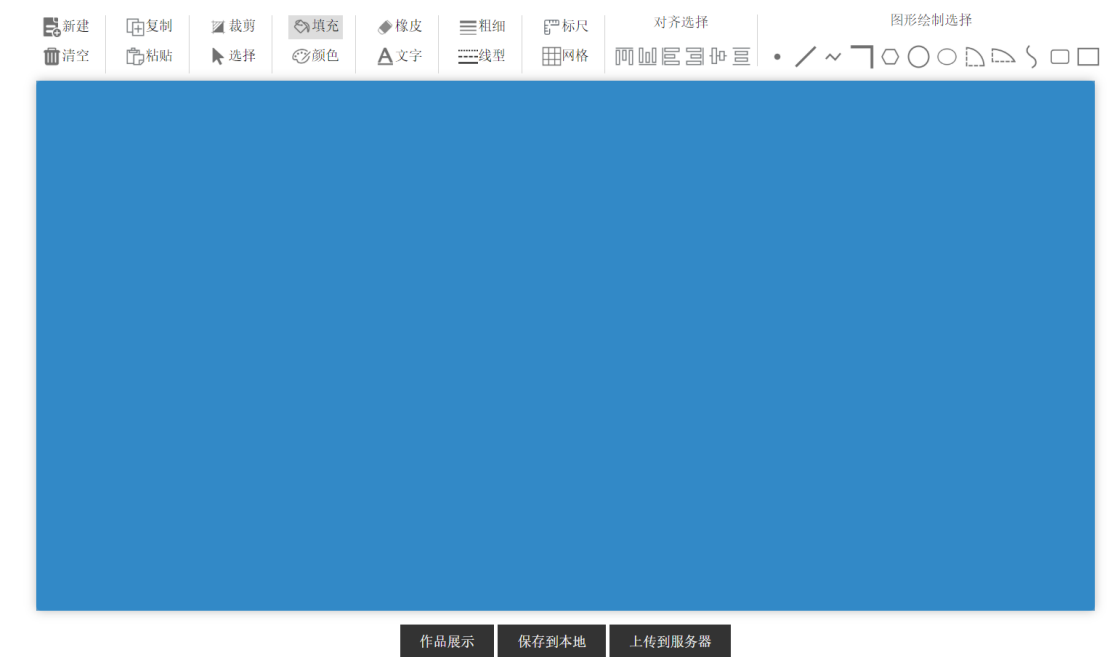 新建 复制 裁剪 填充 橡皮 粗细 标尺 对齐选择 图形绘制选择
清空 粘贴 选择 颜色 文字 线型 网格
作品展示 保存到本地 上传到服务器